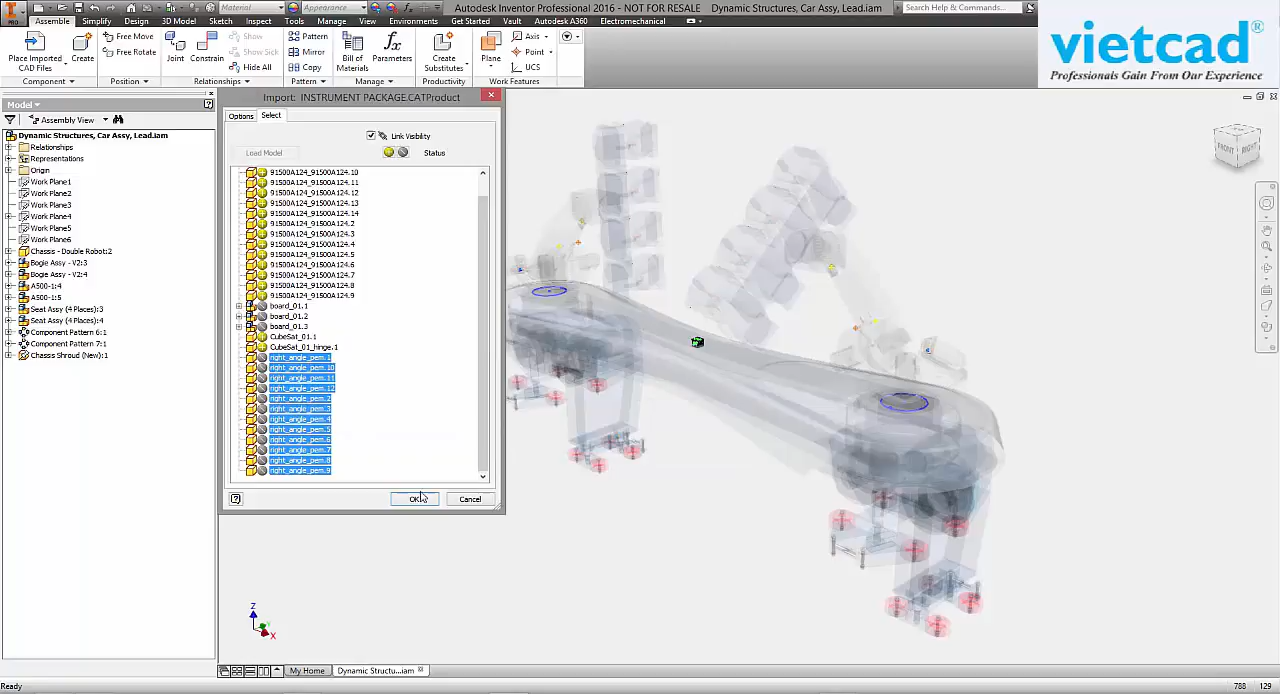 Material
Appearance
Autodesk Inventor Professional 2016 - NOT FOR RESALE Dynamic Structures, Car Assy, Lead.iam
Search Help & Commands...
PRO
Assemble Simplify Design 3D Model Sketch Inspect Tools Manage View Environments Get Started Vault Autodesk A360 Electromechanical
Place Imported CAD Files
Create
Free Move
Free Rotate
Joint
Constrain
Show
Show Sick
Hide All
Pattern
Mirror
Copy
Bill of Materials
Parameters
Create Substitutes
Plane
Axis
Point
UCS
Component
Position
Relationships
Pattern
Manage
Productivity
Work Features
vietcad®
Professionals Gain From Our Experience
Model
Assembly View
Dynamic Structures, Car Assy, Lead.iam
Relationships
Representations
Origin
Work Plane1
Work Plane2
Work Plane3
Work Plane4
Work Plane5
Work Plane6
Chassis - Double Robot:2
Bogie Assy - V2:3
Bogie Assy - V2:4
A500-1:4
A500-1:5
Seat Assy (4 Places):3
Seat Assy (4 Places):4
Component Pattern 6:1
Component Pattern 7:1
Chassis Shroud (New):1
Import: INSTRUMENT PACKAGE.CATProduct
Options Select
Link Visibility
Load Model
Status
91500A124_91500A124.10
91500A124_91500A124.11
91500A124_91500A124.12
91500A124_91500A124.13
91500A124_91500A124.14
91500A124_91500A124.2
91500A124_91500A124.3
91500A124_91500A124.4
91500A124_91500A124.5
91500A124_91500A124.6
91500A124_91500A124.7
91500A124_91500A124.8
91500A124_91500A124.9
board_01.1
board_01.2
board_01.3
CubeSat_01.1
CubeSat_01_hinge.1
right_angle_pem.1
right_angle_pem.10
right_angle_pem.11
right_angle_pem.12
right_angle_pem.2
right_angle_pem.3
right_angle_pem.4
right_angle_pem.5
right_angle_pem.6
right_angle_pem.7
right_angle_pem.8
right_angle_pem.9
OK
Cancel
FRONT RIGHT
Z
X
My Home
Dynamic Structu...iam
Ready
788 129